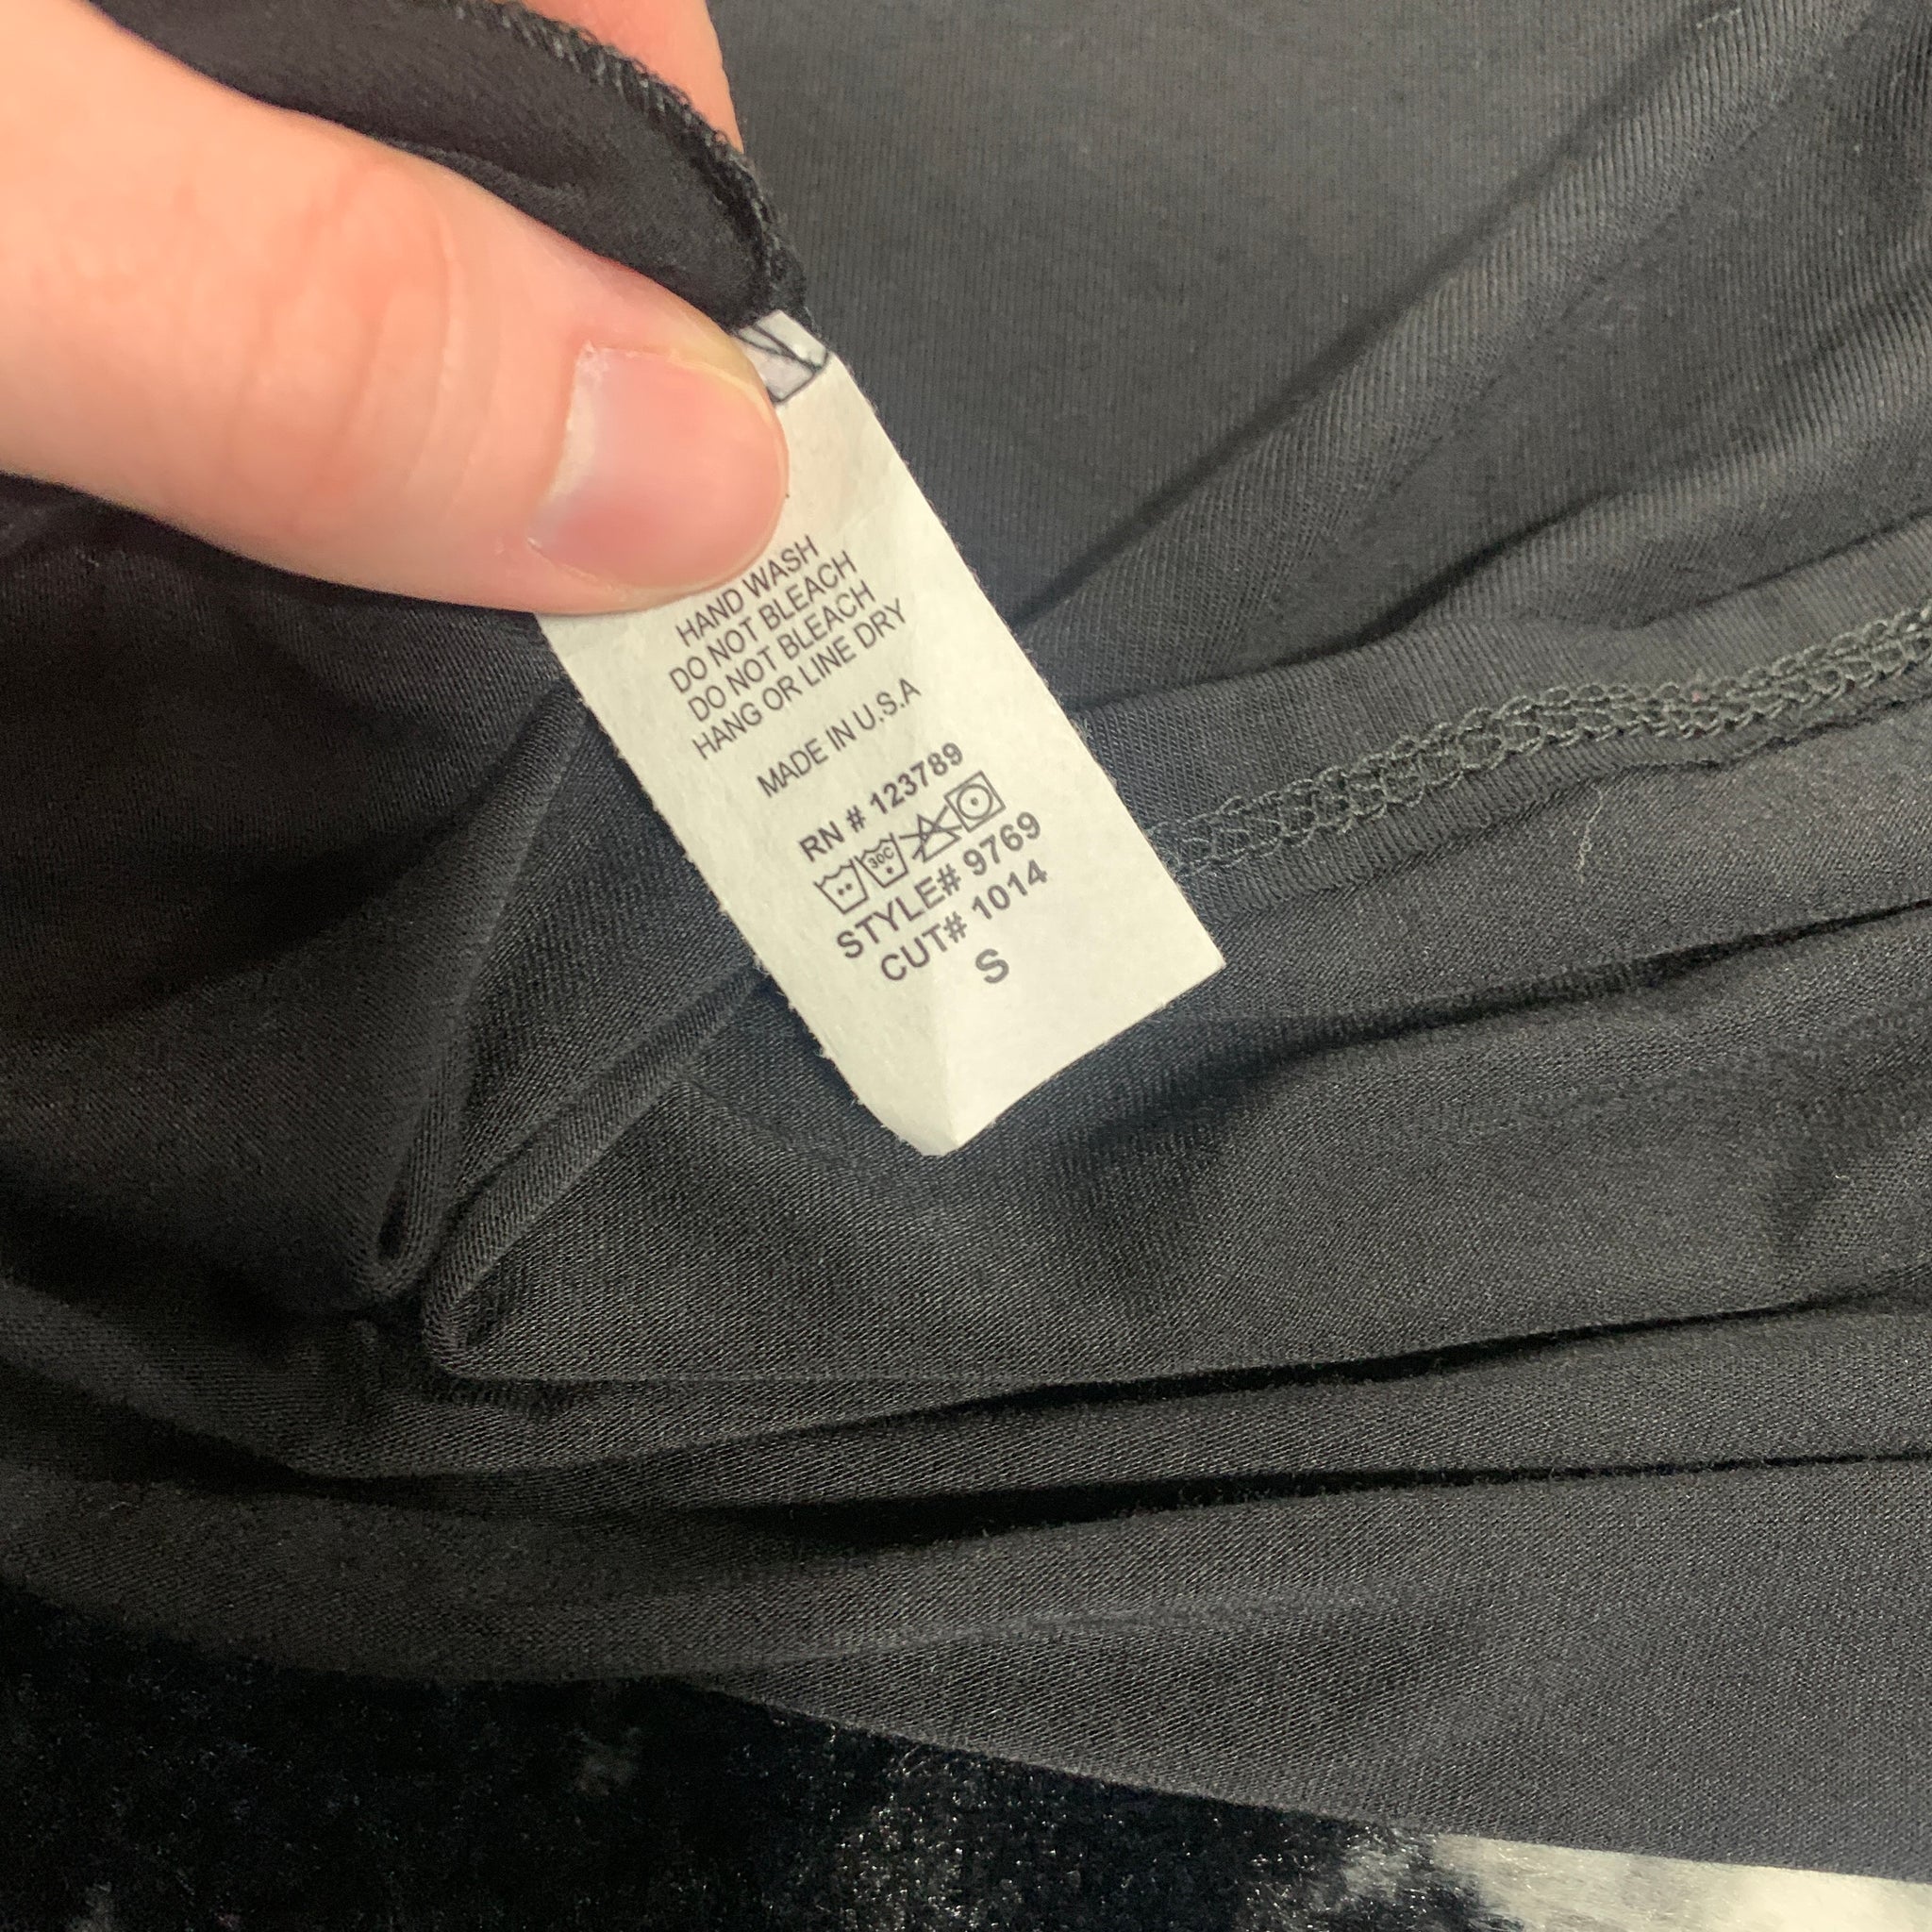 HAND WASH
DO NOT BLEACH
DO NOT BLEACH
HANG OR LINE DRY
MADE IN U.S.A
RN # 123789
30C
STYLE# 9769
CUT# 1014
S